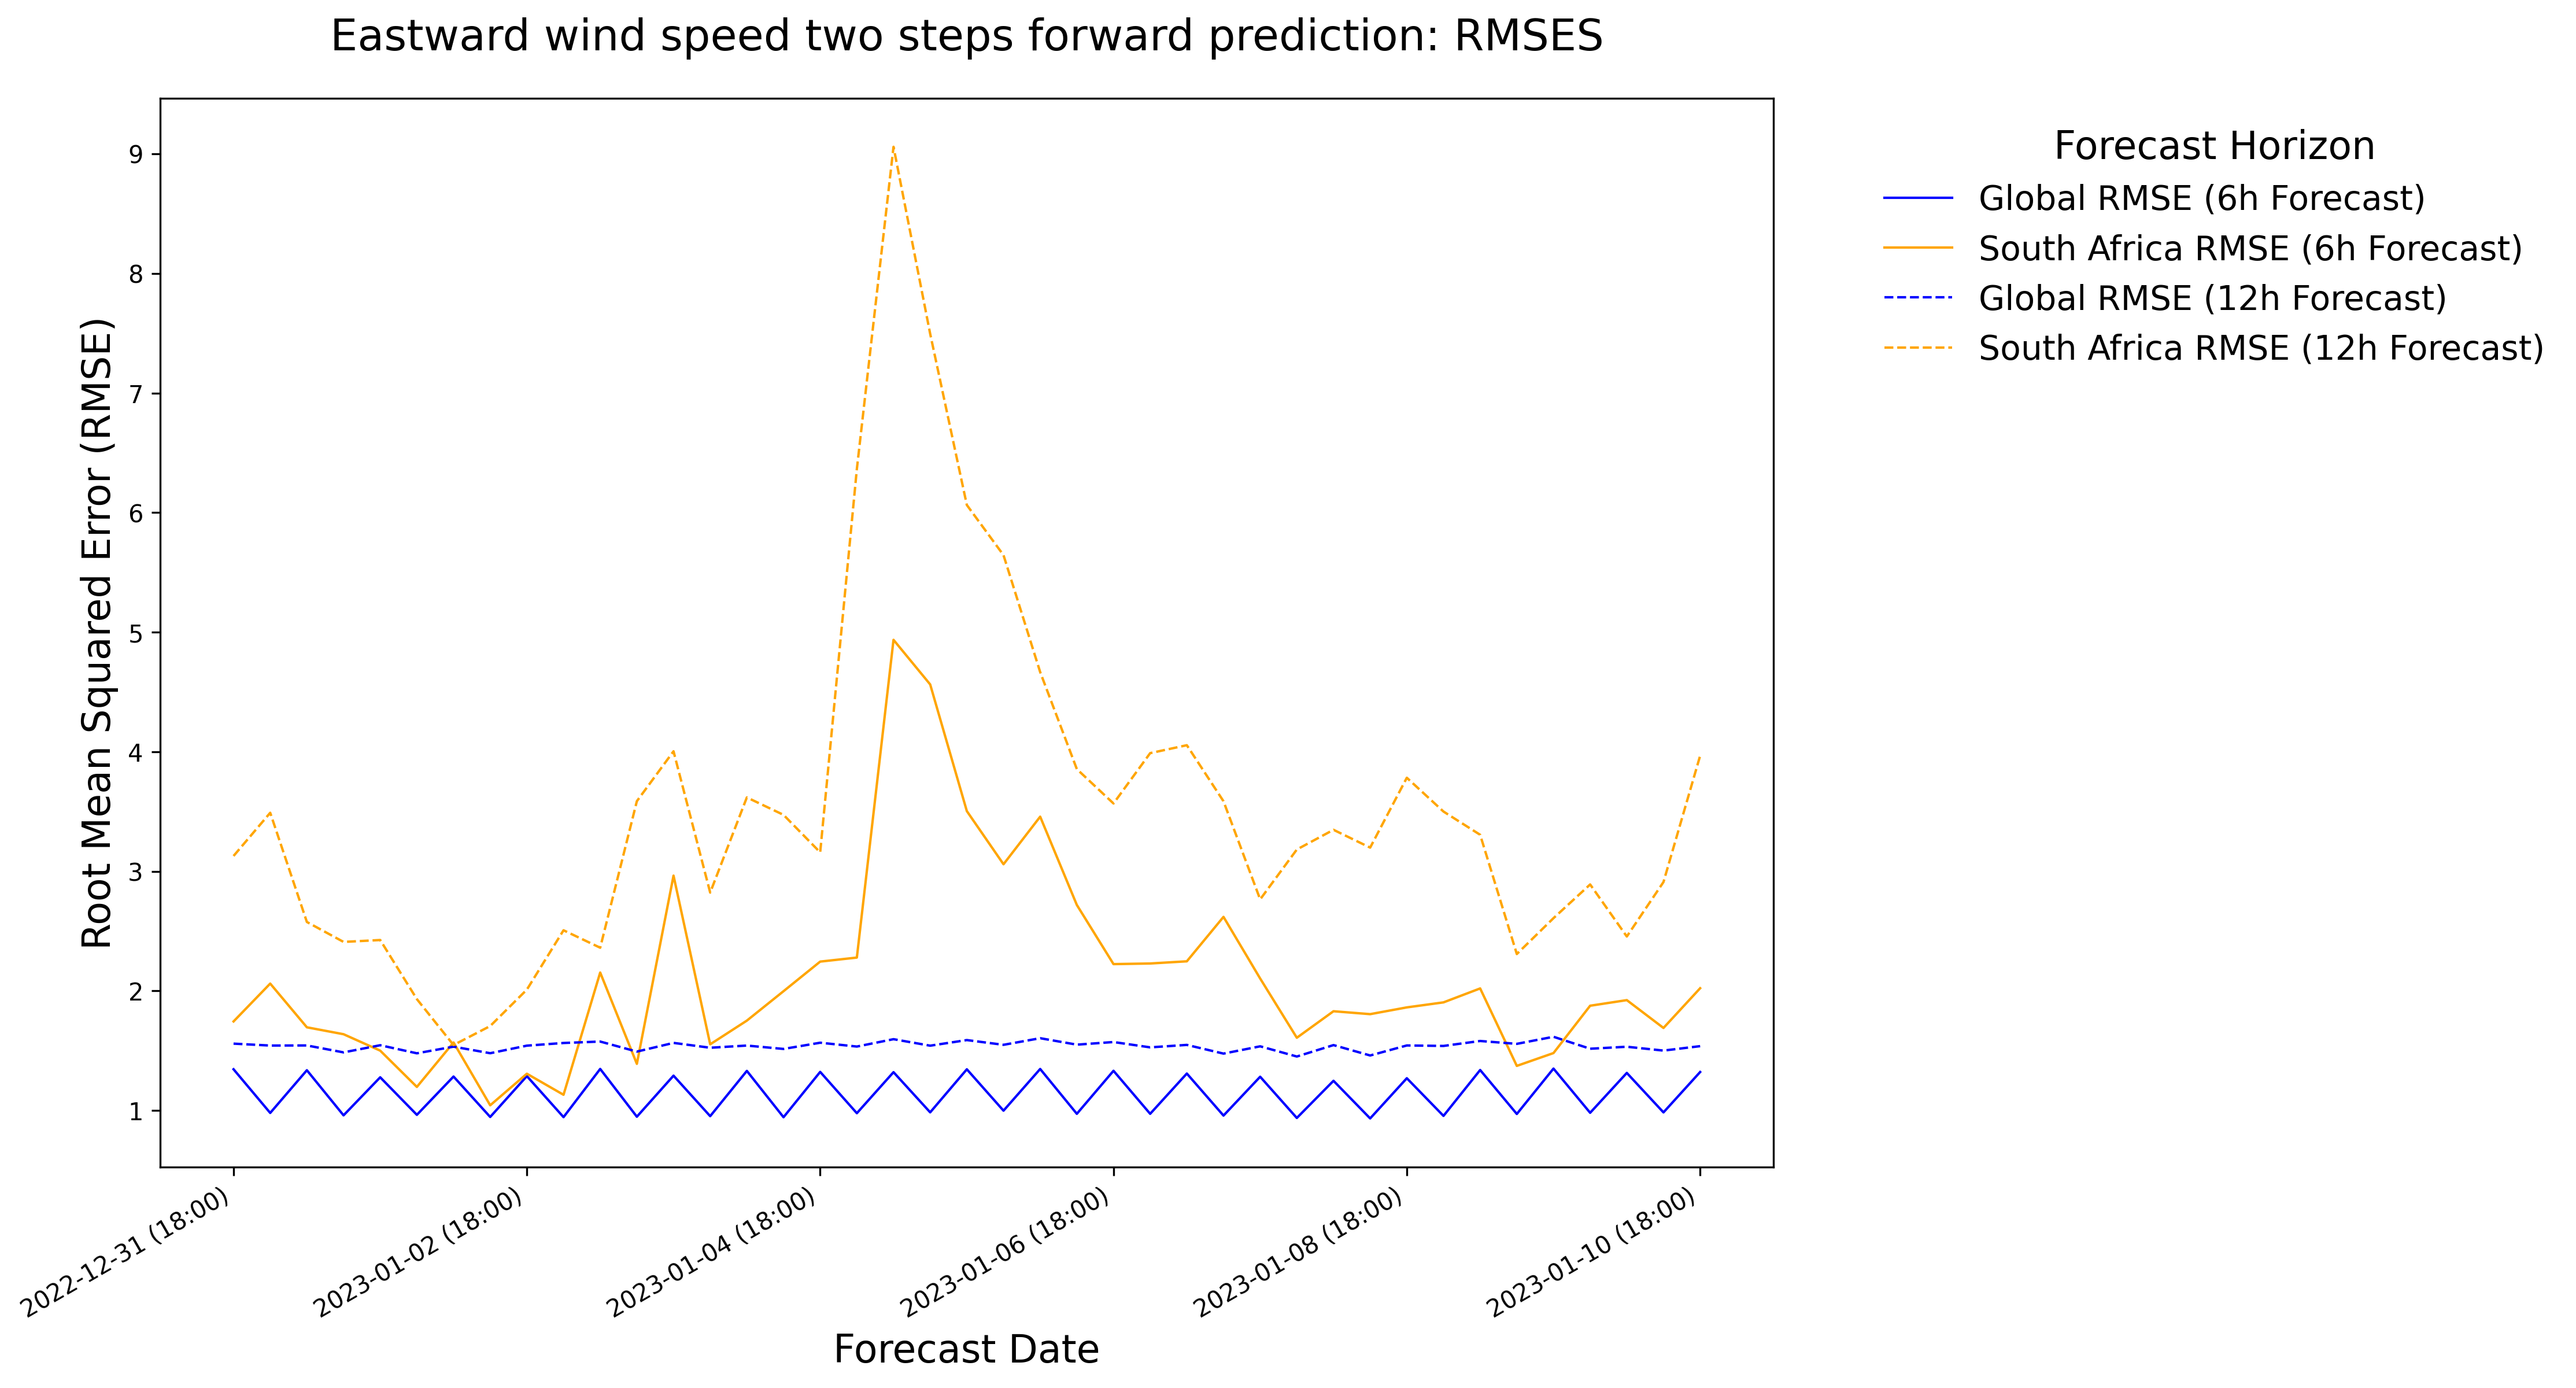 Eastward wind speed two steps forward prediction: RMSES
Root Mean Squared Error (RMSE)
9
8
7
6
5
4
3
2
1
2022-12-31 (18:00)
2023-01-02 (18:00)
2023-01-04 (18:00)
2023-01-06 (18:00)
2023-01-08 (18:00)
2023-01-10 (18:00)
Forecast Date
Forecast Horizon
Global RMSE (6h Forecast)
South Africa RMSE (6h Forecast)
Global RMSE (12h Forecast)
South Africa RMSE (12h Forecast)